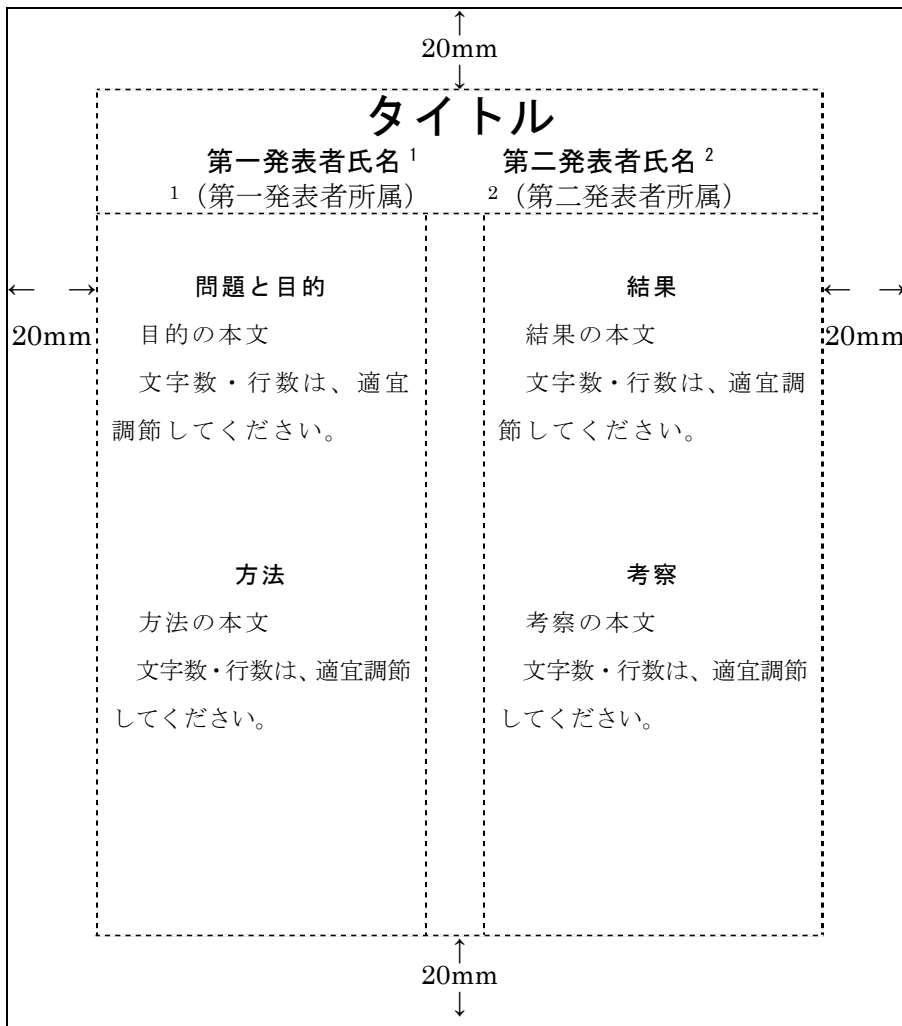 ↑
20mm
↓
タイトル
第一発表者氏名¹ 第二発表者氏名²
¹（第一発表者所属） ²（第二発表者所属）
← →
20mm
問題と目的
目的の本文
文字数・行数は、適宜
調節してください。
方法
方法の本文
文字数・行数は、適宜調節
してください。
結果
結果の本文
文字数・行数は、適宜調
節してください。
考察
考察の本文
文字数・行数は、適宜調節
してください。
← →
20mm
↑
20mm
↓